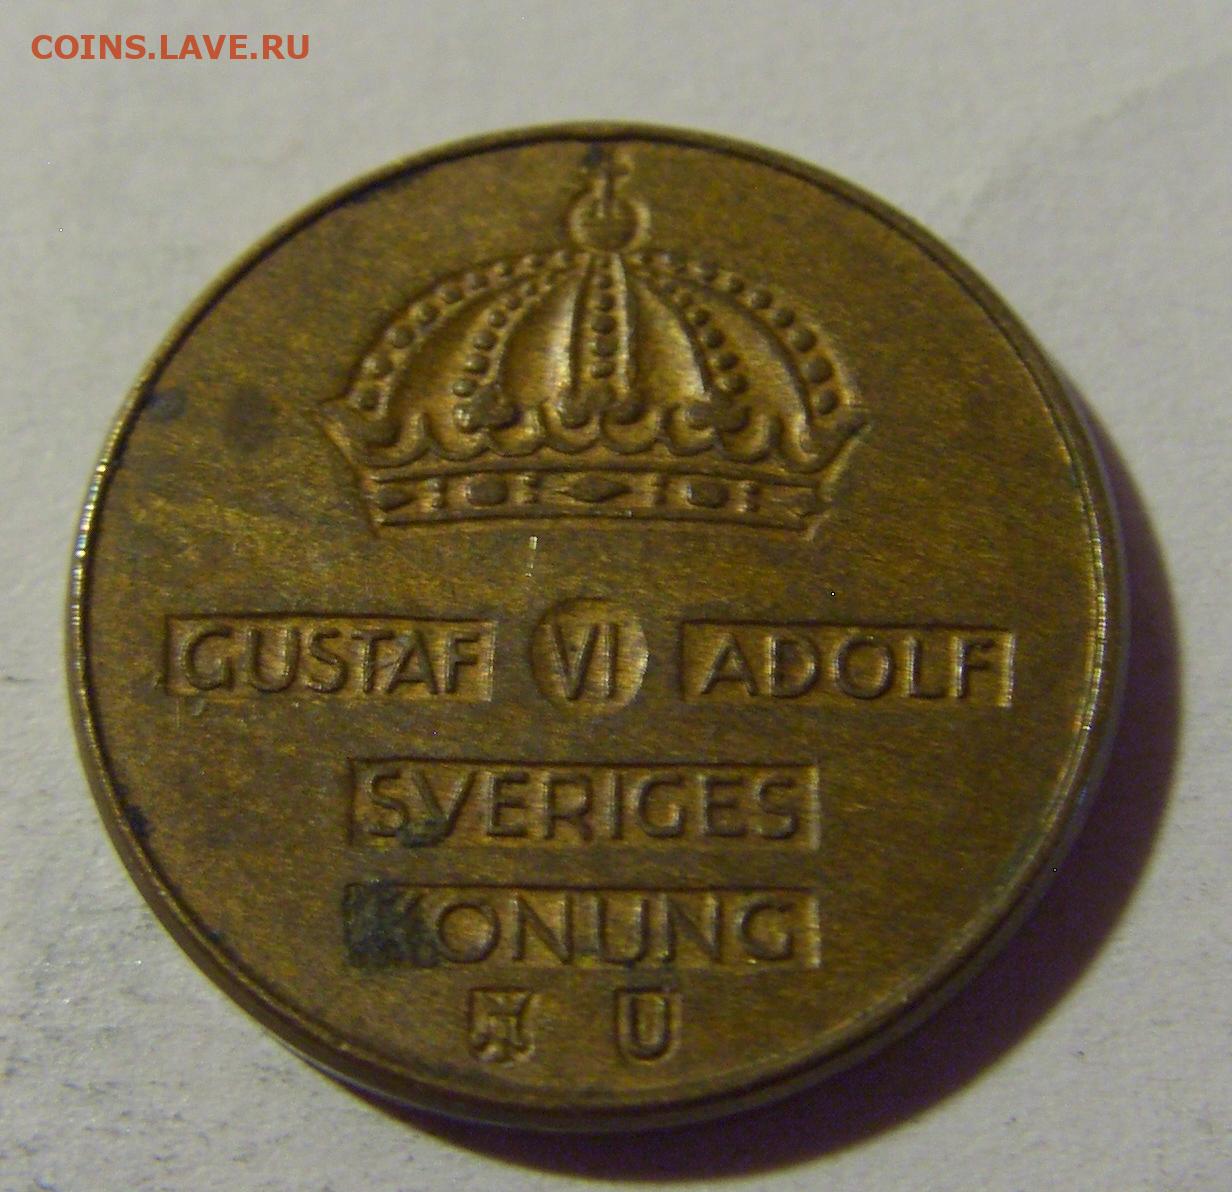 COINS.LAVE.RU
GUSTAF VI ADOLF
SVERIGES
KONUNG
U